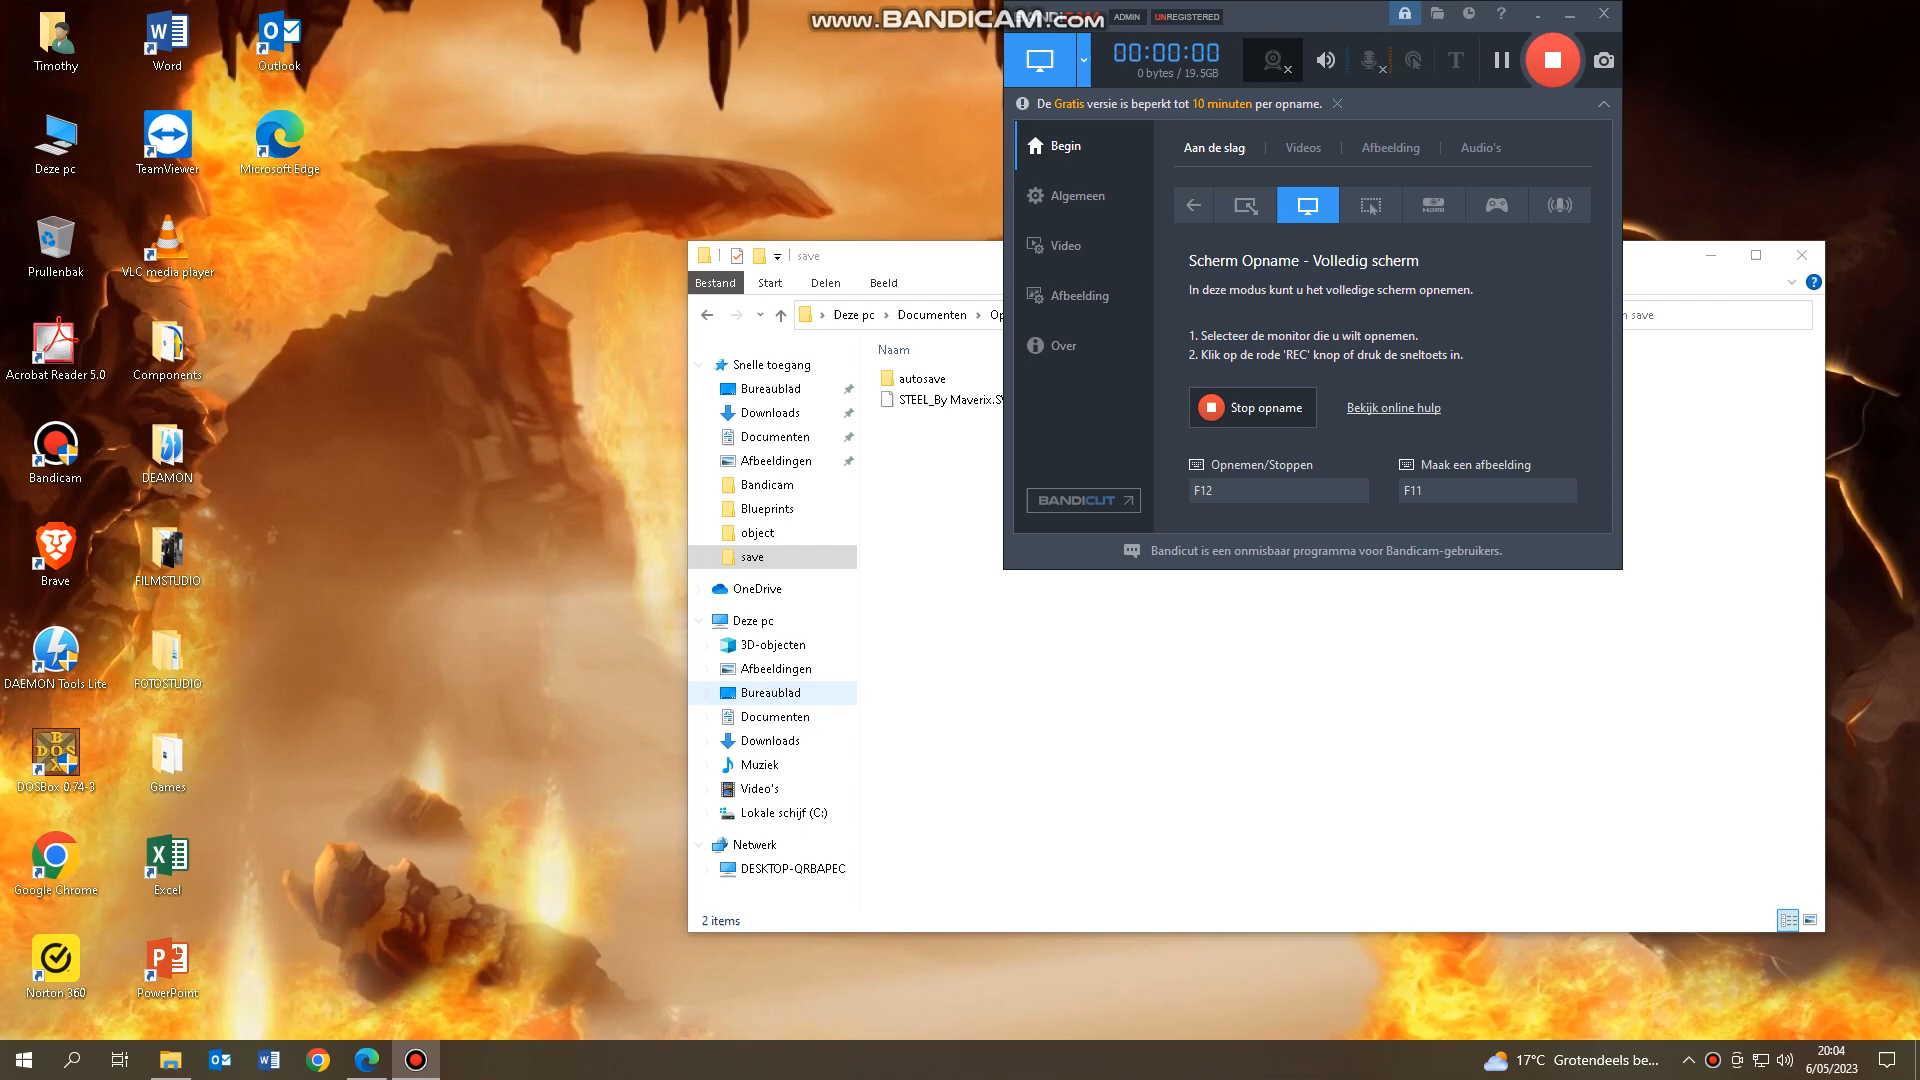 Timothy
Word
Outlook
Deze pc
TeamViewer
Microsoft Edge
Prullenbak
VLC media player
Acrobat Reader 5.0
Components
Bandicam
DEAMON
Brave
FILMSTUDIO
DAEMON Tools Lite
FOTOSTUDIO
DOSBox 0.74-3
Games
Google Chrome
Excel
Norton 360
PowerPoint
www.BANDICAM.com
ADMIN
UNREGISTERED
00:00:00
0 bytes / 19.5GB
De Gratis versie is beperkt tot 10 minuten per opname.
Begin
Algemeen
Video
Afbeelding
Over
BANDICUT
Aan de slag
Videos
Afbeelding
Audio's
HDMI
Scherm Opname - Volledig scherm
In deze modus kunt u het volledige scherm opnemen.
1. Selecteer de monitor die u wilt opnemen.
2. Klik op de rode 'REC' knop of druk de sneltoets in.
Stop opname
Bekijk online hulp
Opnemen/Stoppen
Maak een afbeelding
F12
F11
Bandicut is een onmisbaar programma voor Bandicam-gebruikers.
save
Bestand
Start
Delen
Beeld
Deze pc
Documenten
Op
save
Naam
autosave
STEEL_By Maverix.S
Snelle toegang
Bureaublad
Downloads
Documenten
Afbeeldingen
Bandicam
Blueprints
object
save
OneDrive
Deze pc
3D-objecten
Afbeeldingen
Bureaublad
Documenten
Downloads
Muziek
Video's
Lokale schijf (C:)
Netwerk
DESKTOP-QRBAPEC
2 items
17°C Grotendeels be...
20:04
6/05/2023